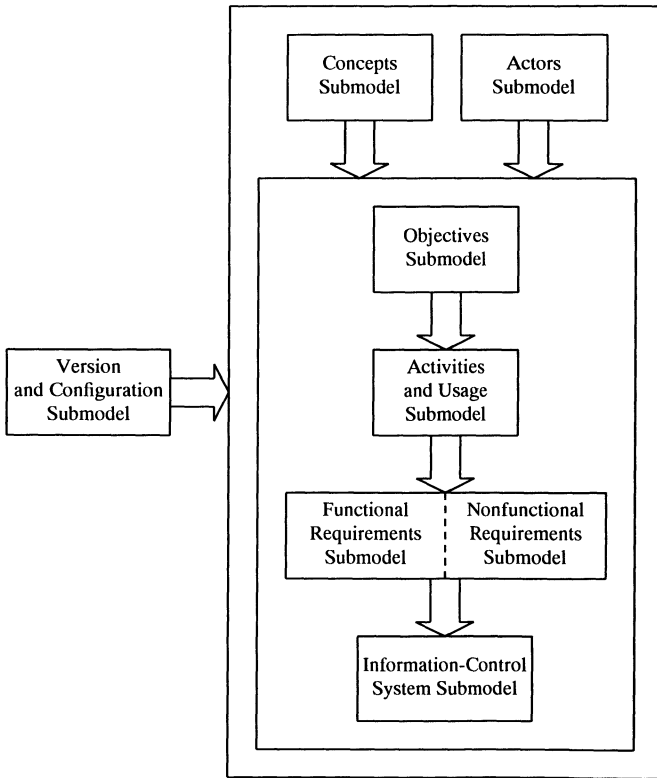 Concepts
Submodel
Actors
Submodel
Objectives
Submodel
Version
and Configuration
Submodel
Activities
and Usage
Submodel
Functional
Requirements
Submodel
Nonfunctional
Requirements
Submodel
Information-Control
System Submodel